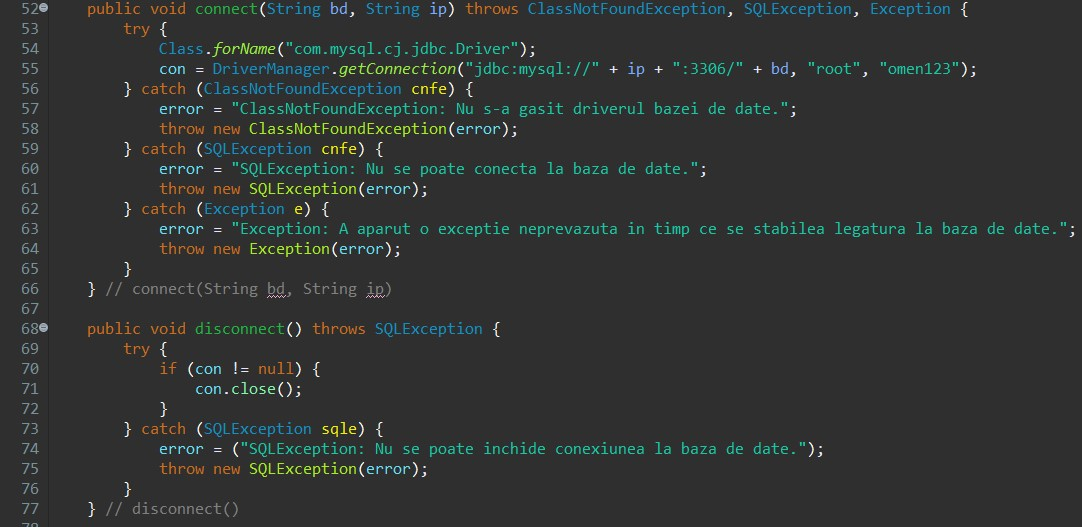 52 public void connect(String bd, String ip) throws ClassNotFoundException, SQLException, Exception {
53 try {
54 Class.forName("com.mysql.cj.jdbc.Driver");
55 con = DriverManager.getConnection("jdbc:mysql://" + ip + ":3306/" + bd, "root", "omen123");
56 } catch (ClassNotFoundException cnfe) {
57 error = "ClassNotFoundException: Nu s-a gasit driverul bazei de date.";
58 throw new ClassNotFoundException(error);
59 } catch (SQLException cnfe) {
60 error = "SQLException: Nu se poate conecta la baza de date.";
61 throw new SQLException(error);
62 } catch (Exception e) {
63 error = "Exception: A aparut o exceptie neprevazuta in timp ce se stabilea legatura la baza de date.";
64 throw new Exception(error);
65 }
66 } // connect(String bd, String ip)
67
68 public void disconnect() throws SQLException {
69 try {
70 if (con != null) {
71 con.close();
72 }
73 } catch (SQLException sqle) {
74 error = ("SQLException: Nu se poate inchide conexiunea la baza de date.");
75 throw new SQLException(error);
76 }
77 } // disconnect()